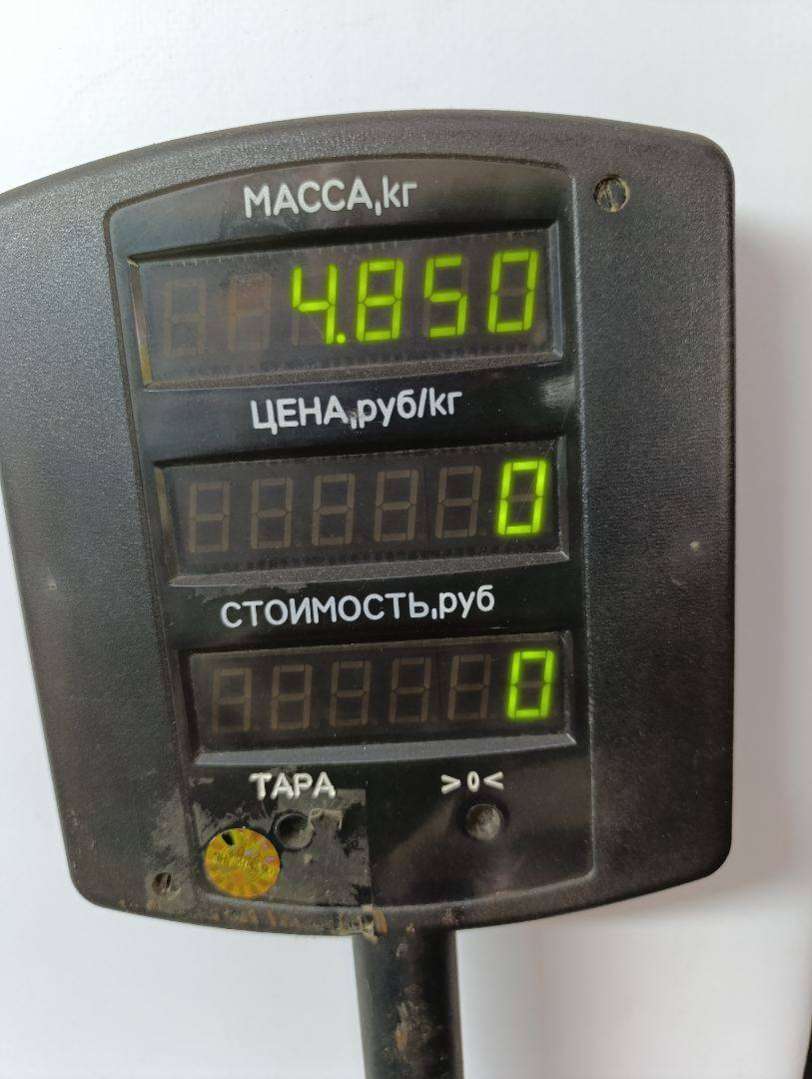 МАССА,кг
4.850
ЦЕНА,руб/кг
0
СТОИМОСТЬ,руб
0
ТАРА >0<